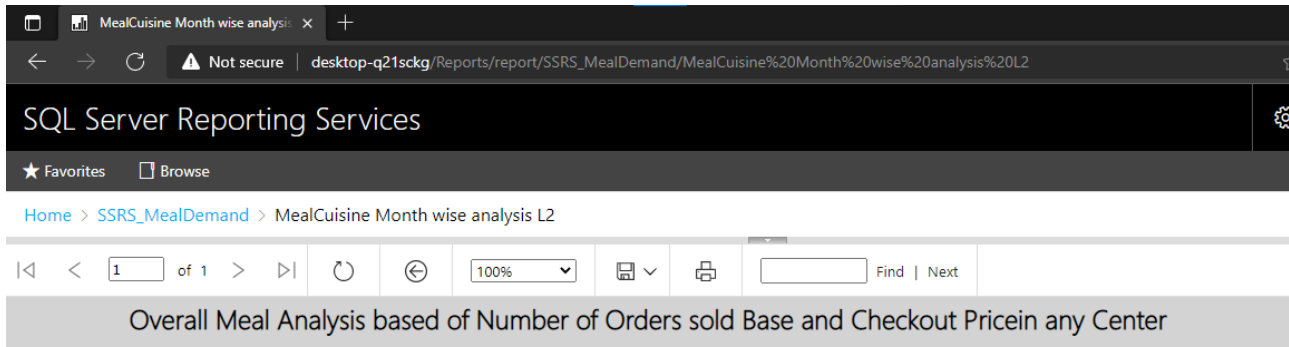 MealCuisine Month wise analysis
Not secure desktop-q21sckg/Reports/report/SSRS_MealDemand/MealCuisine%20Month%20wise%20analysis%20L2
SQL Server Reporting Services
Favorites Browse
Home > SSRS_MealDemand > MealCuisine Month wise analysis L2
1 of 1 100% Find | Next
Overall Meal Analysis based of Number of Orders sold Base and Checkout Pricein any Center